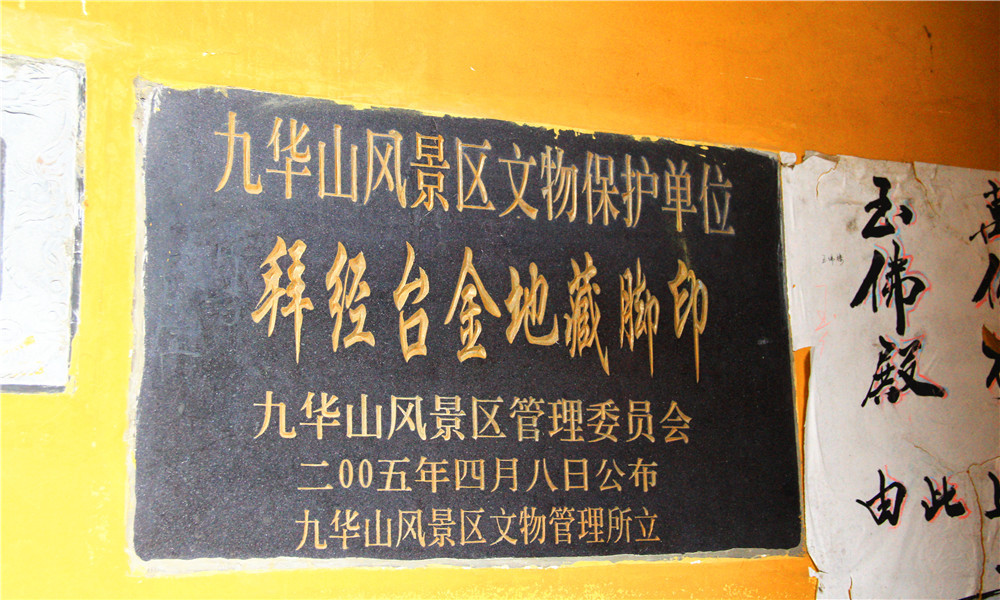 九华山风景区文物保护单位
拜经台金地藏脚印
九华山风景区管理委员会
二00五年四月八日公布
九华山风景区文物管理所立
玉佛殿
由此上